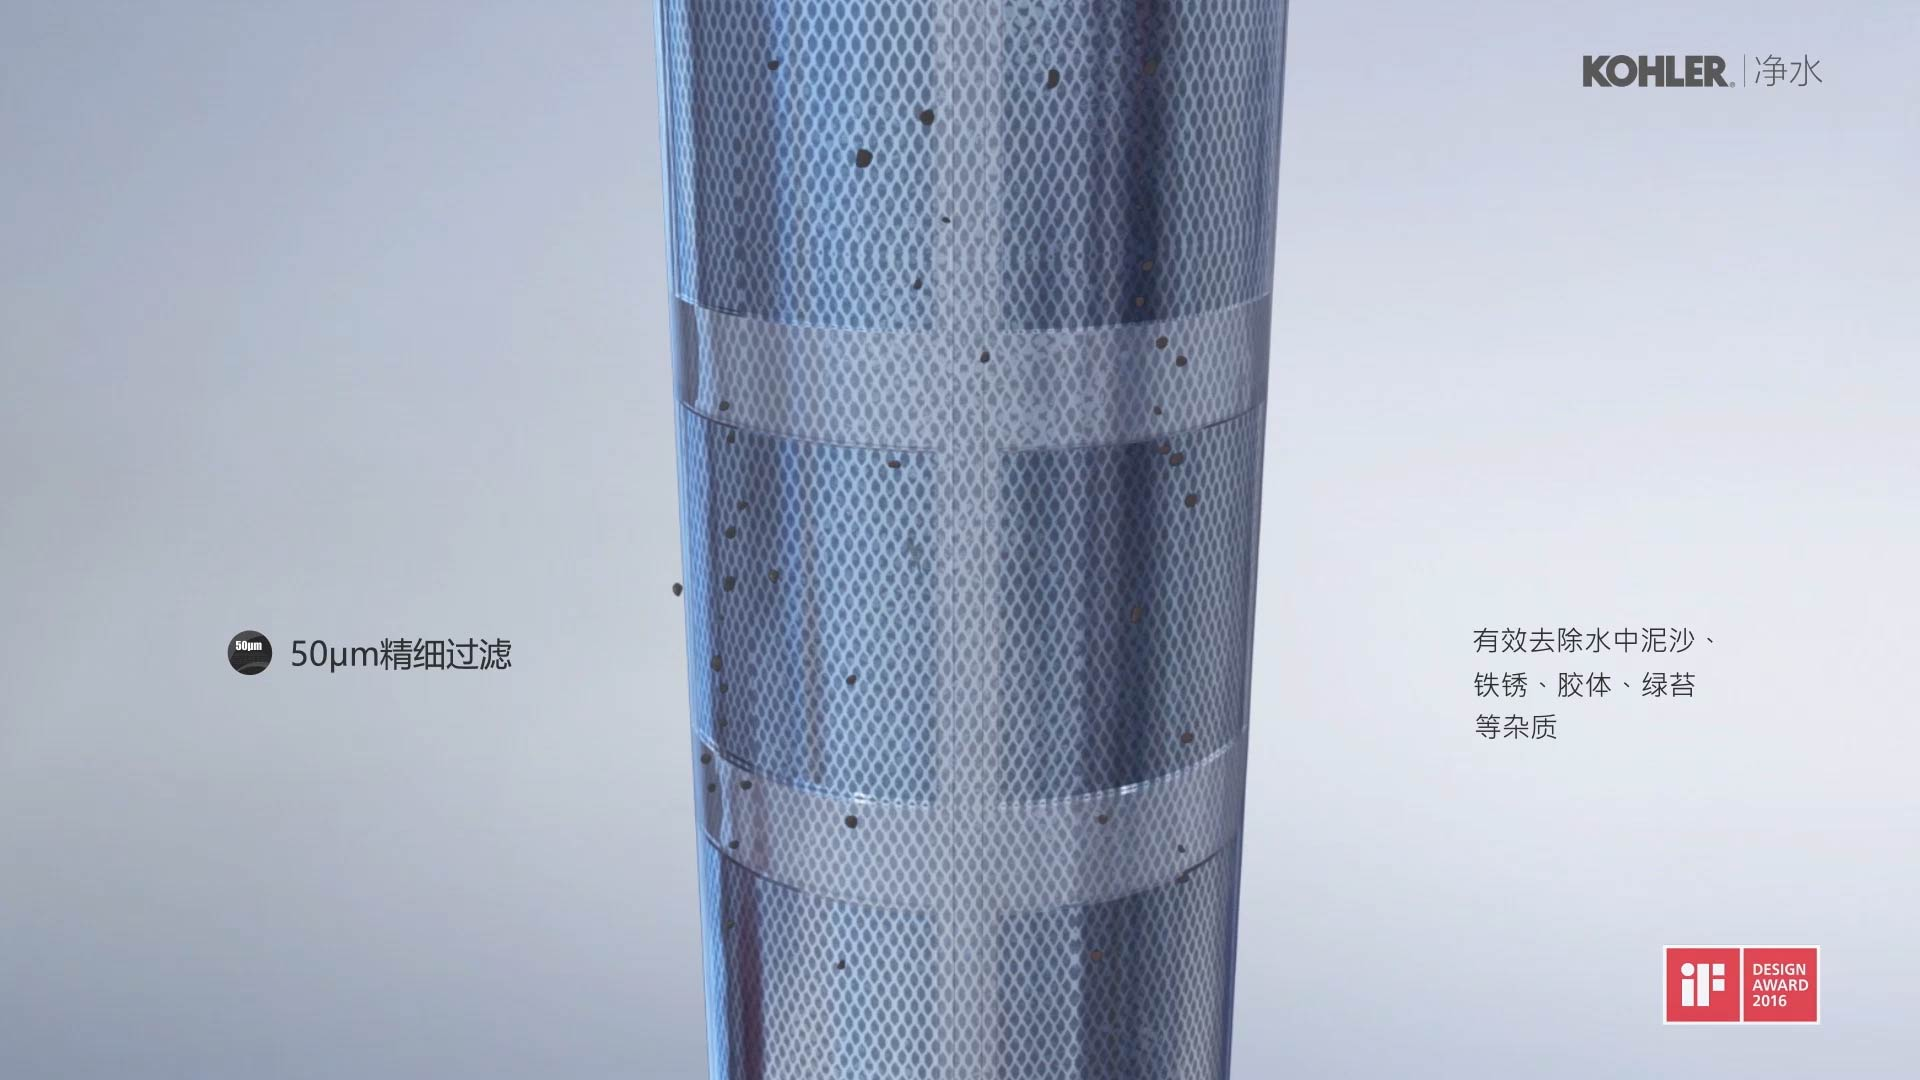 KOHLER® | 净水
50μm
50μm精细过滤
有效去除水中泥沙、
铁锈、胶体、绿苔
等杂质
iF
DESIGN
AWARD
2016